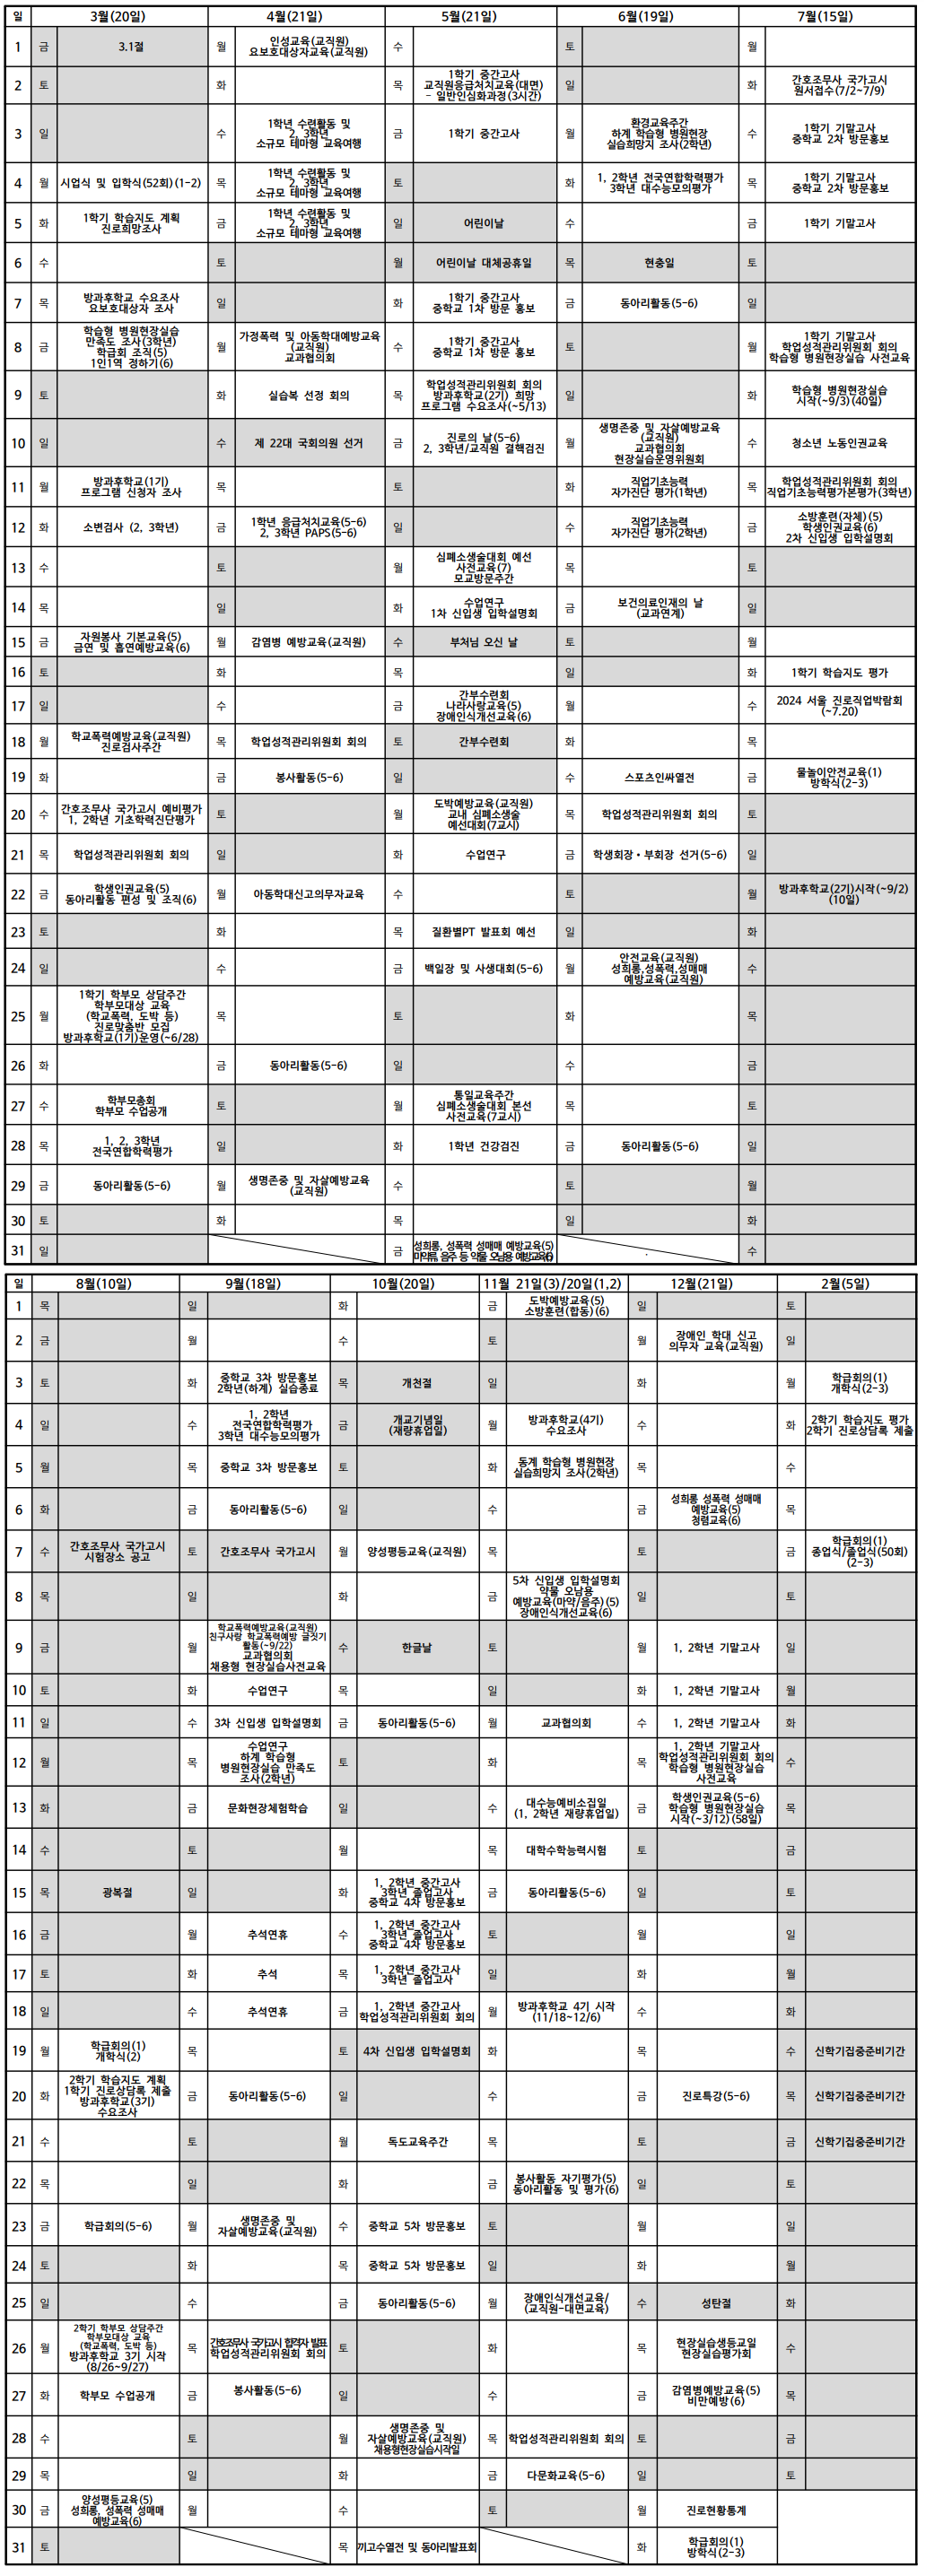 일 3월(20일) 4월(21일) 5월(21일) 6월(19일) 7월(15일)
1 금 3.1절 월 인성교육(교직원) 수 토 월
요보호대상자교육(교직원)
2 토 화 목 1학기 중간고사 일 화 간호조무사 국가고시
교직원응급처치교육(대면) 원서접수(7/2~7/9)
- 일반인심화과정(3시간)
3 일 수 1학년 수련활동 및 금 1학기 중간고사 월 환경교육주간 수 1학기 기말고사
2, 3학년 하계 학습형 병원현장 중학교 2차 방문홍보
소규모 테마형 교육여행 실습희망지 조사(2학년)
4 월 시업식 및 입학식(52회)(1-2) 목 1학년 수련활동 및 토 화 1, 2학년 전국연합학력평가 목 1학기 기말고사
2, 3학년 3학년 대수능모의평가 중학교 2차 방문홍보
소규모 테마형 교육여행
5 화 1학기 학습지도 계획 금 1학년 수련활동 및 일 어린이날 수 금 1학기 기말고사
진로희망조사 2, 3학년
소규모 테마형 교육여행
6 수 토 월 어린이날 대체공휴일 목 현충일 토
7 목 방과후학교 수요조사 일 화 1학기 중간고사 금 동아리활동(5-6) 일
요보호대상자 조사 중학교 1차 방문 홍보
8 금 학습형 병원현장실습 월 가정폭력 및 아동학대예방교육 수 1학기 중간고사 토 월 1학기 기말고사
만족도 조사(3학년) (교직원) 중학교 1차 방문 홍보 학업성적관리위원회 회의
학급회 조직(5) 교과협의회 학습형 병원현장실습 사전교육
1인1역 정하기(6)
9 토 화 실습복 선정 회의 목 학업성적관리위원회 회의 일 화 학습형 병원현장실습
방과후학교(2기) 희망 시작(~9/3)(40일)
프로그램 수요조사(~5/13)
10 일 수 제 22대 국회의원 선거 금 진로의 날(5-6) 월 생명존중 및 자살예방교육 수 청소년 노동인권교육
2, 3학년/교직원 결핵검진 (교직원)
교과협의회
현장실습운영위원회
11 월 방과후학교(1기) 목 토 화 직업기초능력 목 학업성적관리위원회 회의
프로그램 신청자 조사 자가진단 평가(1학년) 직업기초능력평가본평가(3학년)
12 화 소변검사 (2, 3학년) 금 1학년 응급처치교육(5-6) 일 수 직업기초능력 금 소방훈련(자체)(5)
2, 3학년 PAPS(5-6) 자가진단 평가(2학년) 학생인권교육(6)
2차 신입생 입학설명회
13 수 토 월 심폐소생술대회 예선 목 토
사전교육(7)
모교방문주간
14 목 일 화 수업연구 금 보건의료인재의 날 일
1차 신입생 입학설명회 (교과연계)
15 금 자원봉사 기본교육(5) 월 감염병 예방교육(교직원) 수 부처님 오신 날 토 월
금연 및 흡연예방교육(6)
16 토 화 목 일 화 1학기 학습지도 평가
17 일 수 금 간부수련회 월 수 2024 서울 진로직업박람회
나라사랑교육(5) (~7.20)
장애인식개선교육(6)
18 월 학교폭력예방교육(교직원) 목 학업성적관리위원회 회의 토 간부수련회 화 목
진로검사주간
19 화 금 봉사활동(5-6) 일 수 스포츠인싸열전 금 물놀이안전교육(1)
방학식(2-3)
20 수 간호조무사 국가고시 예비평가 토 월 도박예방교육(교직원) 목 학업성적관리위원회 회의 토
1, 2학년 기초학력진단평가 교내 심폐소생술
예선대회(7교시)
21 목 학업성적관리위원회 회의 일 화 수업연구 금 학생회장·부회장 선거(5-6) 일
22 금 학생인권교육(5) 월 아동학대신고의무자교육 수 토 월 방과후학교(2기)시작(~9/2)
동아리활동 편성 및 조직(6) (10일)
23 토 화 목 질환별PT 발표회 예선 일 화
24 일 수 금 백일장 및 사생대회(5-6) 월 안전교육(교직원) 수
성희롱,성폭력,성매매
예방교육(교직원)
25 월 1학기 학부모 상담주간 목 토 화 목
학부모대상 교육
(학교폭력, 도박 등)
진로맞춤반 모집
방과후학교(1기)운영(~6/28)
26 화 금 동아리활동(5-6) 일 수 금
27 수 학부모총회 토 월 통일교육주간 목 토
학부모 수업공개 심폐소생술대회 본선
사전교육(7교시)
28 목 1, 2, 3학년 일 화 1학년 건강검진 금 동아리활동(5-6) 일
전국연합학력평가
29 금 동아리활동(5-6) 월 생명존중 및 자살예방교육 수 토 월
(교직원)
30 토 화 목 일 화
31 일 금 성희롱, 성폭력 성매매 예방교육(5) 수
마약류, 음주 등 약물 오남용 예방교육(6)
일 8월(10일) 9월(18일) 10월(20일) 11월 21일(3)/20일(1,2) 12월(21일) 2월(5일)
1 목 일 화 금 도박예방교육(5) 일 토
소방훈련(합동)(6)
2 금 월 수 토 월 장애인 학대 신고 일
의무자 교육(교직원)
3 토 화 중학교 3차 방문홍보 목 개천절 일 화 월 학급회의(1)
2학년(하계) 실습종료 개학식(2-3)
4 일 수 1, 2학년 금 개교기념일 월 방과후학교(4기) 수 화 2학기 학습지도 평가
전국연합학력평가 (재량휴업일) 수요조사 2학기 진로상담록 제출
3학년 대수능모의평가
5 월 목 중학교 3차 방문홍보 토 화 동계 학습형 병원현장 목 수
실습희망지 조사(2학년)
6 화 금 동아리활동(5-6) 일 수 금 성희롱 성폭력 성매매 목
예방교육(5)
청렴교육(6)
7 수 간호조무사 국가고시 토 간호조무사 국가고시 월 양성평등교육(교직원) 목 토 금 학급회의(1)
시험장소 공고 종업식/졸업식(50회)
(2-3)
8 목 일 화 금 5차 신입생 입학설명회 일 토
약물 오남용
예방교육(마약/음주)(5)
장애인식개선교육(6)
9 금 월 학교폭력예방교육(교직원) 수 한글날 토 월 1, 2학년 기말고사 일
친구사랑 학교폭력예방 글짓기
활동(~9/22)
교과협의회
채용형 현장실습사전교육
10 토 화 수업연구 목 일 화 1, 2학년 기말고사 월
11 일 수 3차 신입생 입학설명회 금 동아리활동(5-6) 월 교과협의회 수 1, 2학년 기말고사 화
12 월 목 수업연구 토 화 목 1, 2학년 기말고사 수
하계 학습형 학업성적관리위원회 회의
병원현장실습 만족도 학습형 병원현장실습
조사(2학년) 사전교육
13 화 금 문화현장체험학습 일 수 대수능예비소집일 금 학생인권교육(5-6) 목
(1, 2학년 재량휴업일) 학습형 병원현장실습
시작(~3/12)(58일)
14 수 토 월 목 대학수학능력시험 토 금
15 목 광복절 일 화 1, 2학년 중간고사 금 동아리활동(5-6) 일 토
3학년 졸업고사
중학교 4차 방문홍보
16 금 월 추석연휴 수 1, 2학년 중간고사 토 월 일
3학년 졸업고사
중학교 4차 방문홍보
17 토 화 추석 목 1, 2학년 중간고사 일 화 월
3학년 졸업고사
18 일 수 추석연휴 금 1, 2학년 중간고사 월 방과후학교 4기 시작 수 화
학업성적관리위원회 회의 (11/18~12/6)
19 월 학급회의(1) 목 토 4차 신입생 입학설명회 화 목 수 신학기집중준비기간
개학식(2)
20 화 2학기 학습지도 계획 금 동아리활동(5-6) 일 수 금 진로특강(5-6) 목 신학기집중준비기간
1학기 진로상담록 제출
방과후학교(3기)
수요조사
21 수 토 월 독도교육주간 목 토 금 신학기집중준비기간
22 목 일 화 금 봉사활동 자기평가(5) 일 토
동아리활동 및 평가(6)
23 금 학급회의(5-6) 월 생명존중 및 수 중학교 5차 방문홍보 토 월 일
자살예방교육(교직원)
24 토 화 목 중학교 5차 방문홍보 일 화 월
25 일 수 금 동아리활동(5-6) 월 장애인식개선교육/ 수 성탄절 화
(교직원-대면교육)
26 월 2학기 학부모 상담주간 목 간호조무사 국가고시 합격자 발표 토 화 목 현장실습생등교일 수
학부모대상 교육 학업성적관리위원회 회의 현장실습평가회
(학교폭력, 도박 등)
방과후학교 3기 시작
(8/26~9/27)
27 화 학부모 수업공개 금 봉사활동(5-6) 일 수 금 감염병예방교육(5) 목
비만예방(6)
28 수 토 월 생명존중 및 목 학업성적관리위원회 회의 토 금
자살예방교육(교직원)
채용형현장실습시작일
29 목 일 화 금 다문화교육(5-6) 일 토
30 금 양성평등교육(5) 월 수 토 월 진로현황통계
성희롱, 성폭력 성매매
예방교육(6)
31 토 목 끼고수열전 및 동아리발표회 화 학급회의(1)
방학식(2-3)